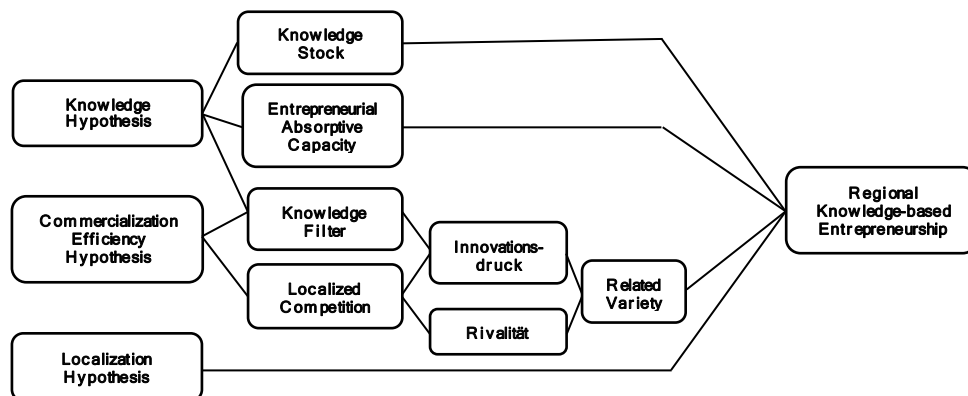 Knowledge
Stock
Knowledge
Hypothesis
Entrepreneurial
Absorptive
Capacity
Commercialization
Efficiency
Hypothesis
Knowledge
Filter
Localized
Competition
Innovations-
druck
Rivalität
Related
Variety
Regional
Knowledge-based
Entrepreneurship
Localization
Hypothesis